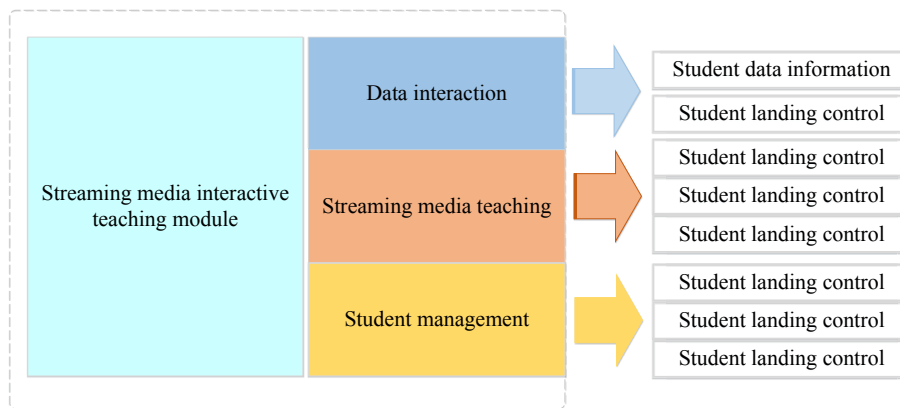 Streaming media interactive
teaching module
Data interaction
Streaming media teaching
Student management
Student data information
Student landing control
Student landing control
Student landing control
Student landing control
Student landing control
Student landing control
Student landing control